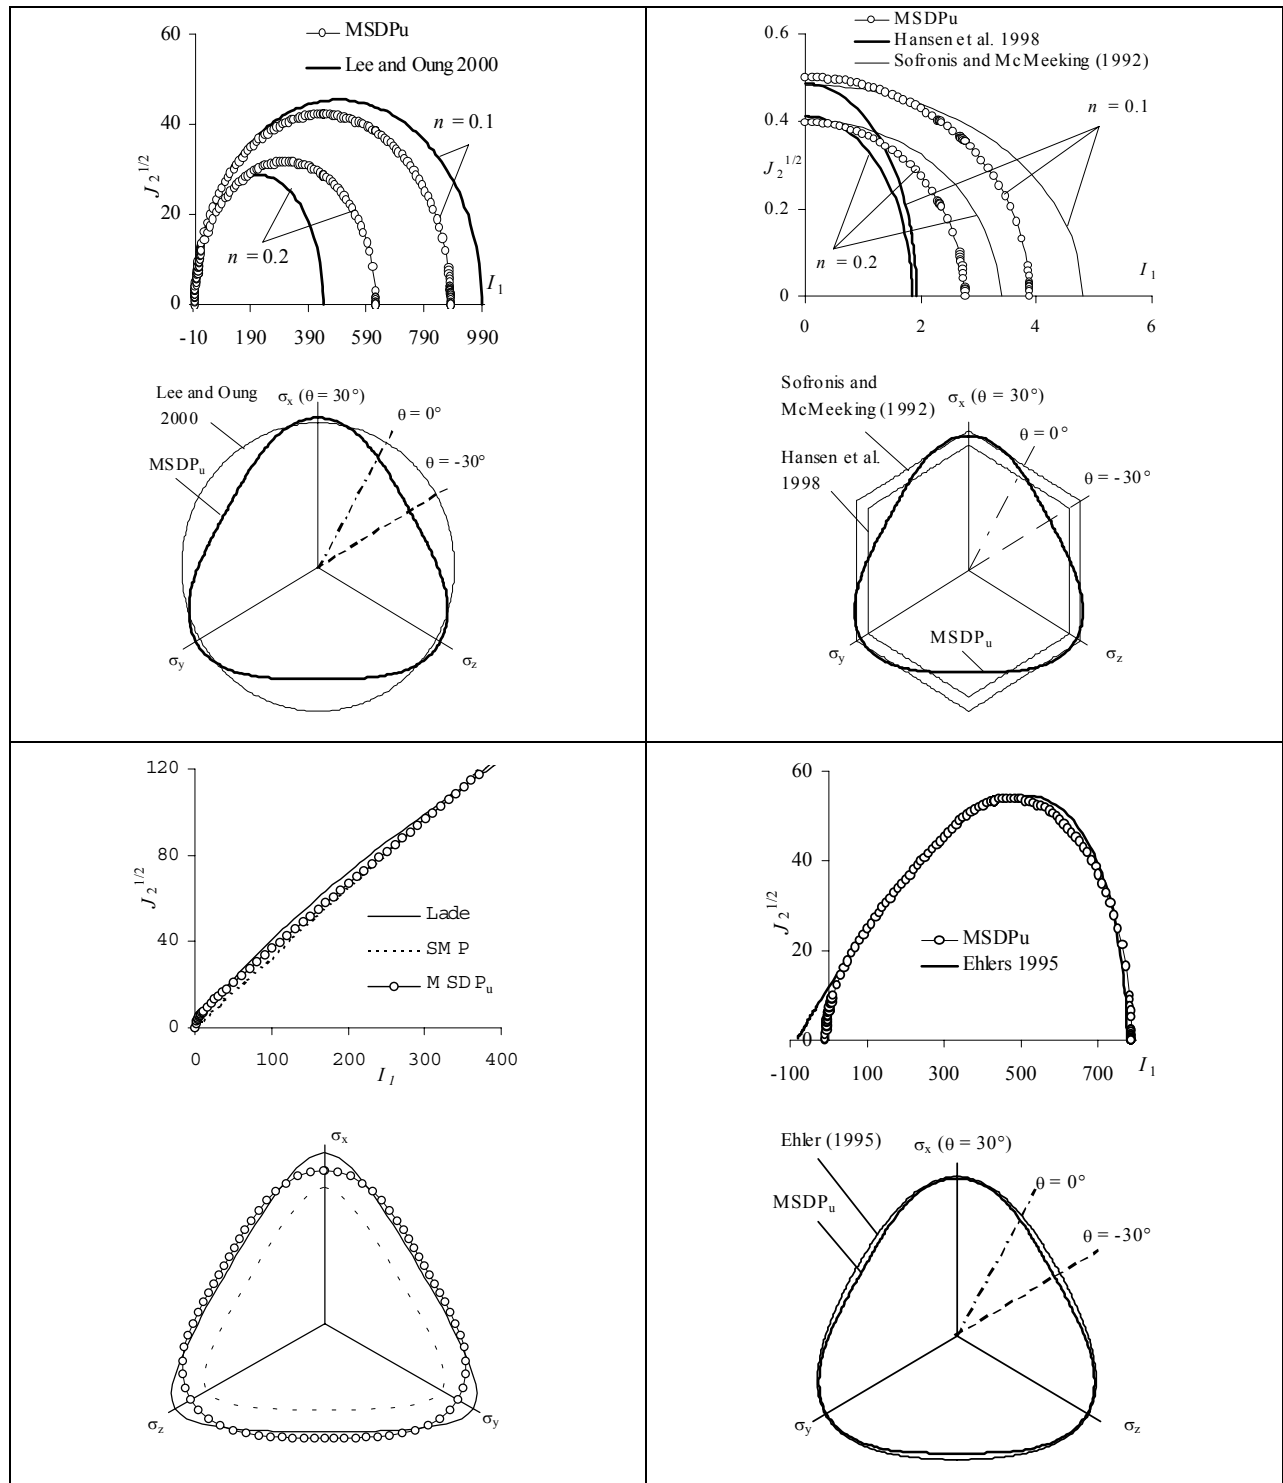 60
40
20
0
J₂^1/2
MSDPu
Lee and Oung 2000
n = 0.1
n = 0.2
I₁
-10 190 390 590 790 990
Lee and Oung
2000
σx (θ = 30°)
θ = 0°
MSDPu
θ = -30°
σy
σz
MSDPu
Hansen et al. 1998
Sofronis and McMeeking (1992)
0.6
0.4
J₂^1/2
0.2
0
n = 0.1
n = 0.2
I₁
0 2 4 6
Sofronis and
McMeeking (1992)
σx (θ = 30°)
θ = 0°
Hansen et al.
1998
θ = -30°
MSDPu
σy
σz
120
80
40
0
J₂^1/2
Lade
SMP
MSDPu
0 100 200 300 400
I₁
σx
σz
σy
60
40
20
0
J₂^1/2
MSDPu
Ehlers 1995
-100 100 300 500 700
I₁
Ehler (1995)
σx (θ = 30°)
θ = 0°
MSDPu
θ = -30°
σy
σz